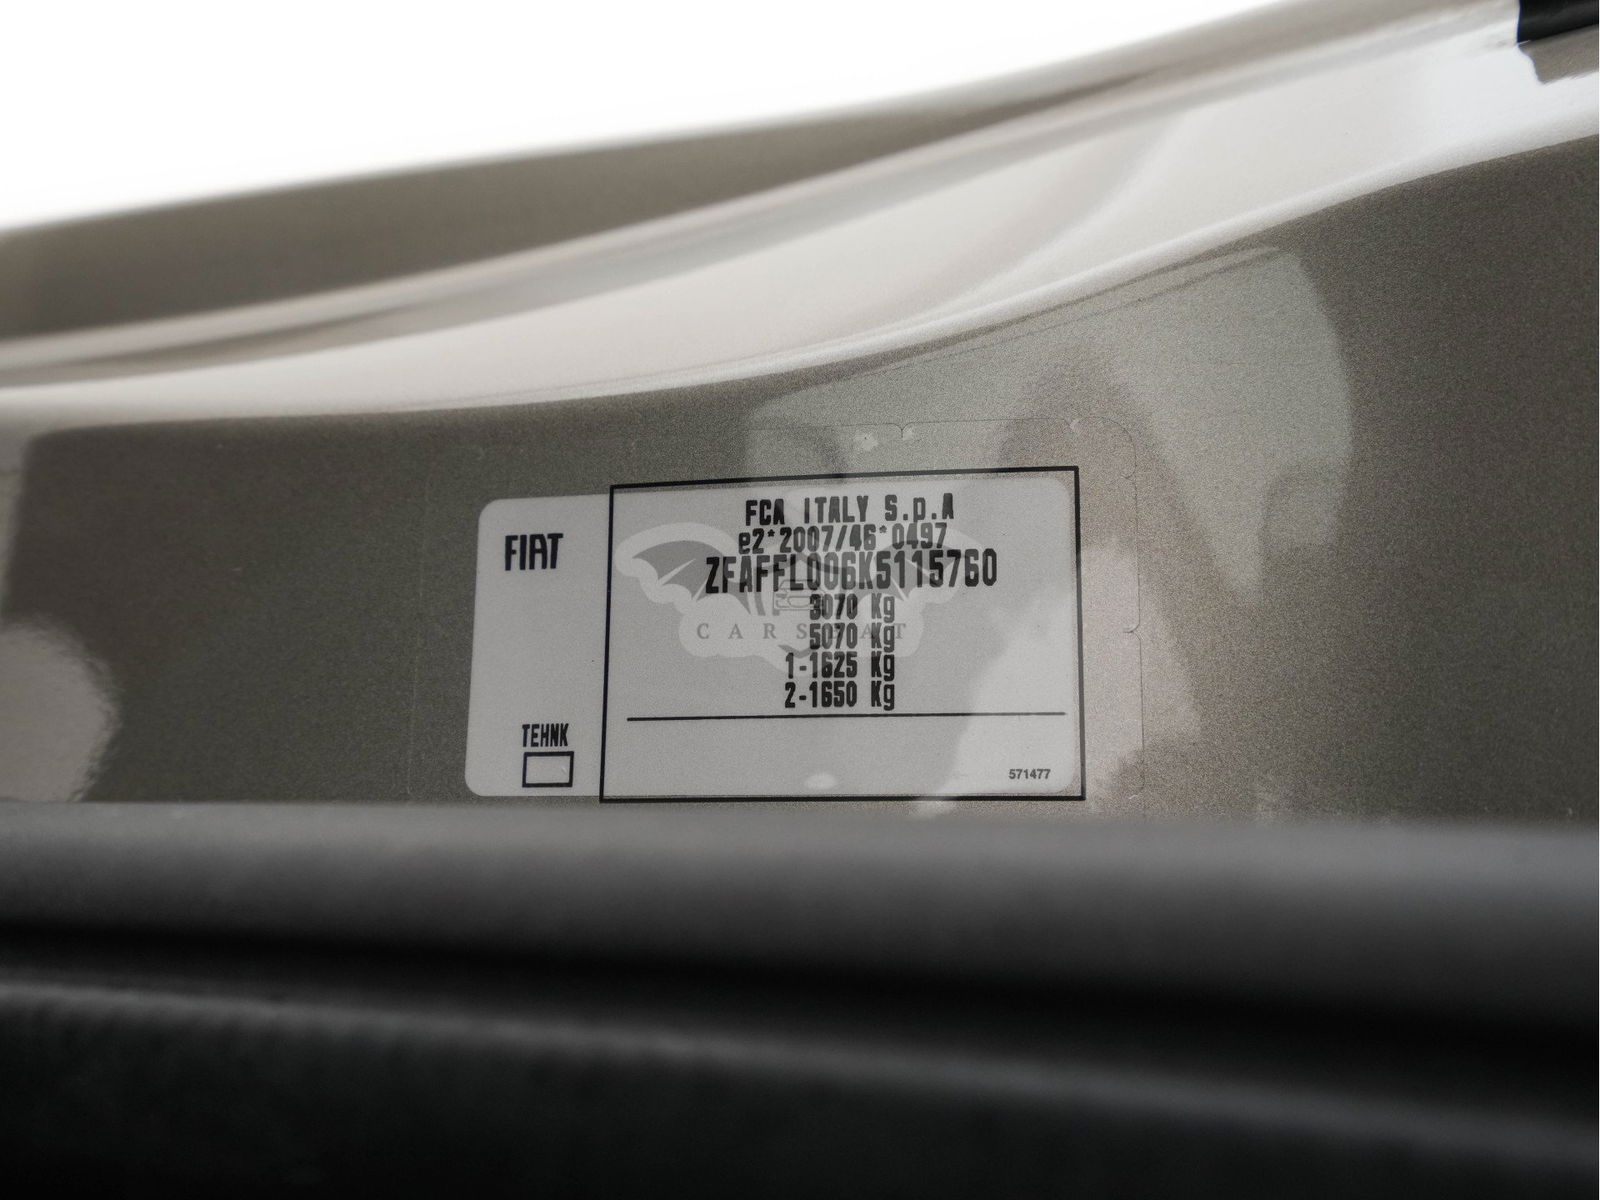 FIAT
FCA ITALY S.p.A
e2*2007/46*0497
ZFAFFL006K5115760
3070 Kg
5070 Kg
1-1625 Kg
2-1650 Kg
TEHNK
571477
CARSBAT